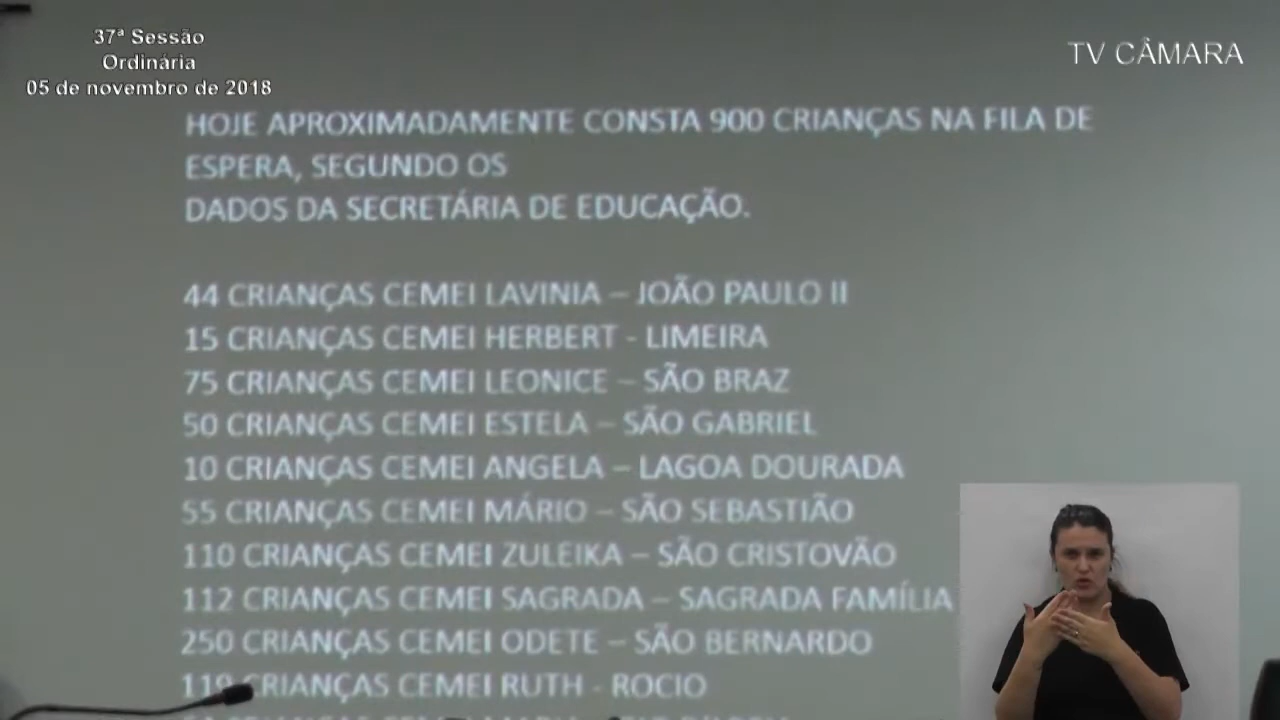 37ª Sessão
Ordinária
05 de novembro de 2018
TV CÂMARA
HOJE APROXIMADAMENTE CONSTA 900 CRIANÇAS NA FILA DE
ESPERA, SEGUNDO OS
DADOS DA SECRETÁRIA DE EDUCAÇÃO.
44 CRIANÇAS CEMEI LAVINIA – JOÃO PAULO II
15 CRIANÇAS CEMEI HERBERT - LIMEIRA
75 CRIANÇAS CEMEI LEONICE – SÃO BRAZ
50 CRIANÇAS CEMEI ESTELA – SÃO GABRIEL
10 CRIANÇAS CEMEI ANGELA – LAGOA DOURADA
55 CRIANÇAS CEMEI MÁRIO – SÃO SEBASTIÃO
110 CRIANÇAS CEMEI ZULEIKA – SÃO CRISTOVÃO
112 CRIANÇAS CEMEI SAGRADA – SAGRADA FAMÍLIA
250 CRIANÇAS CEMEI ODETE – SÃO BERNARDO
119 CRIANÇAS CEMEI RUTH - ROCIO